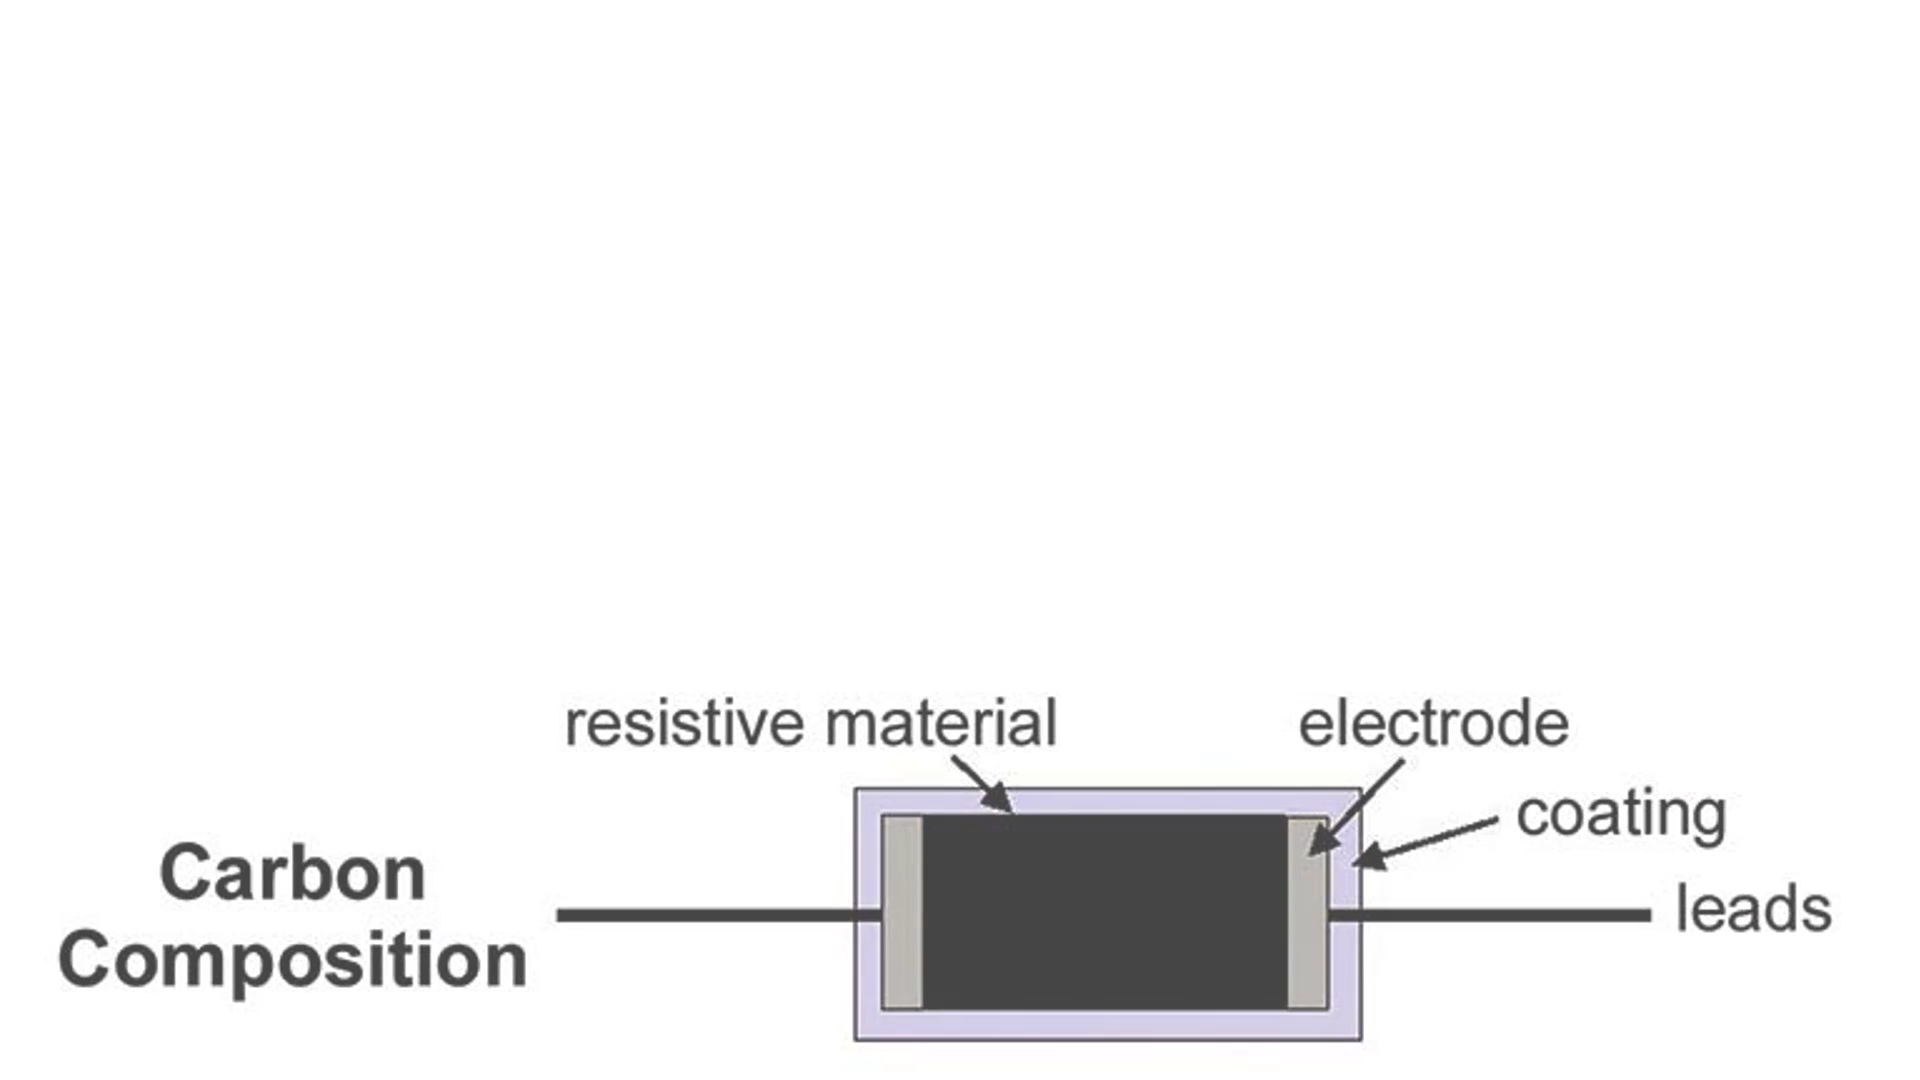 resistive material
electrode
coating
leads
Carbon
Composition